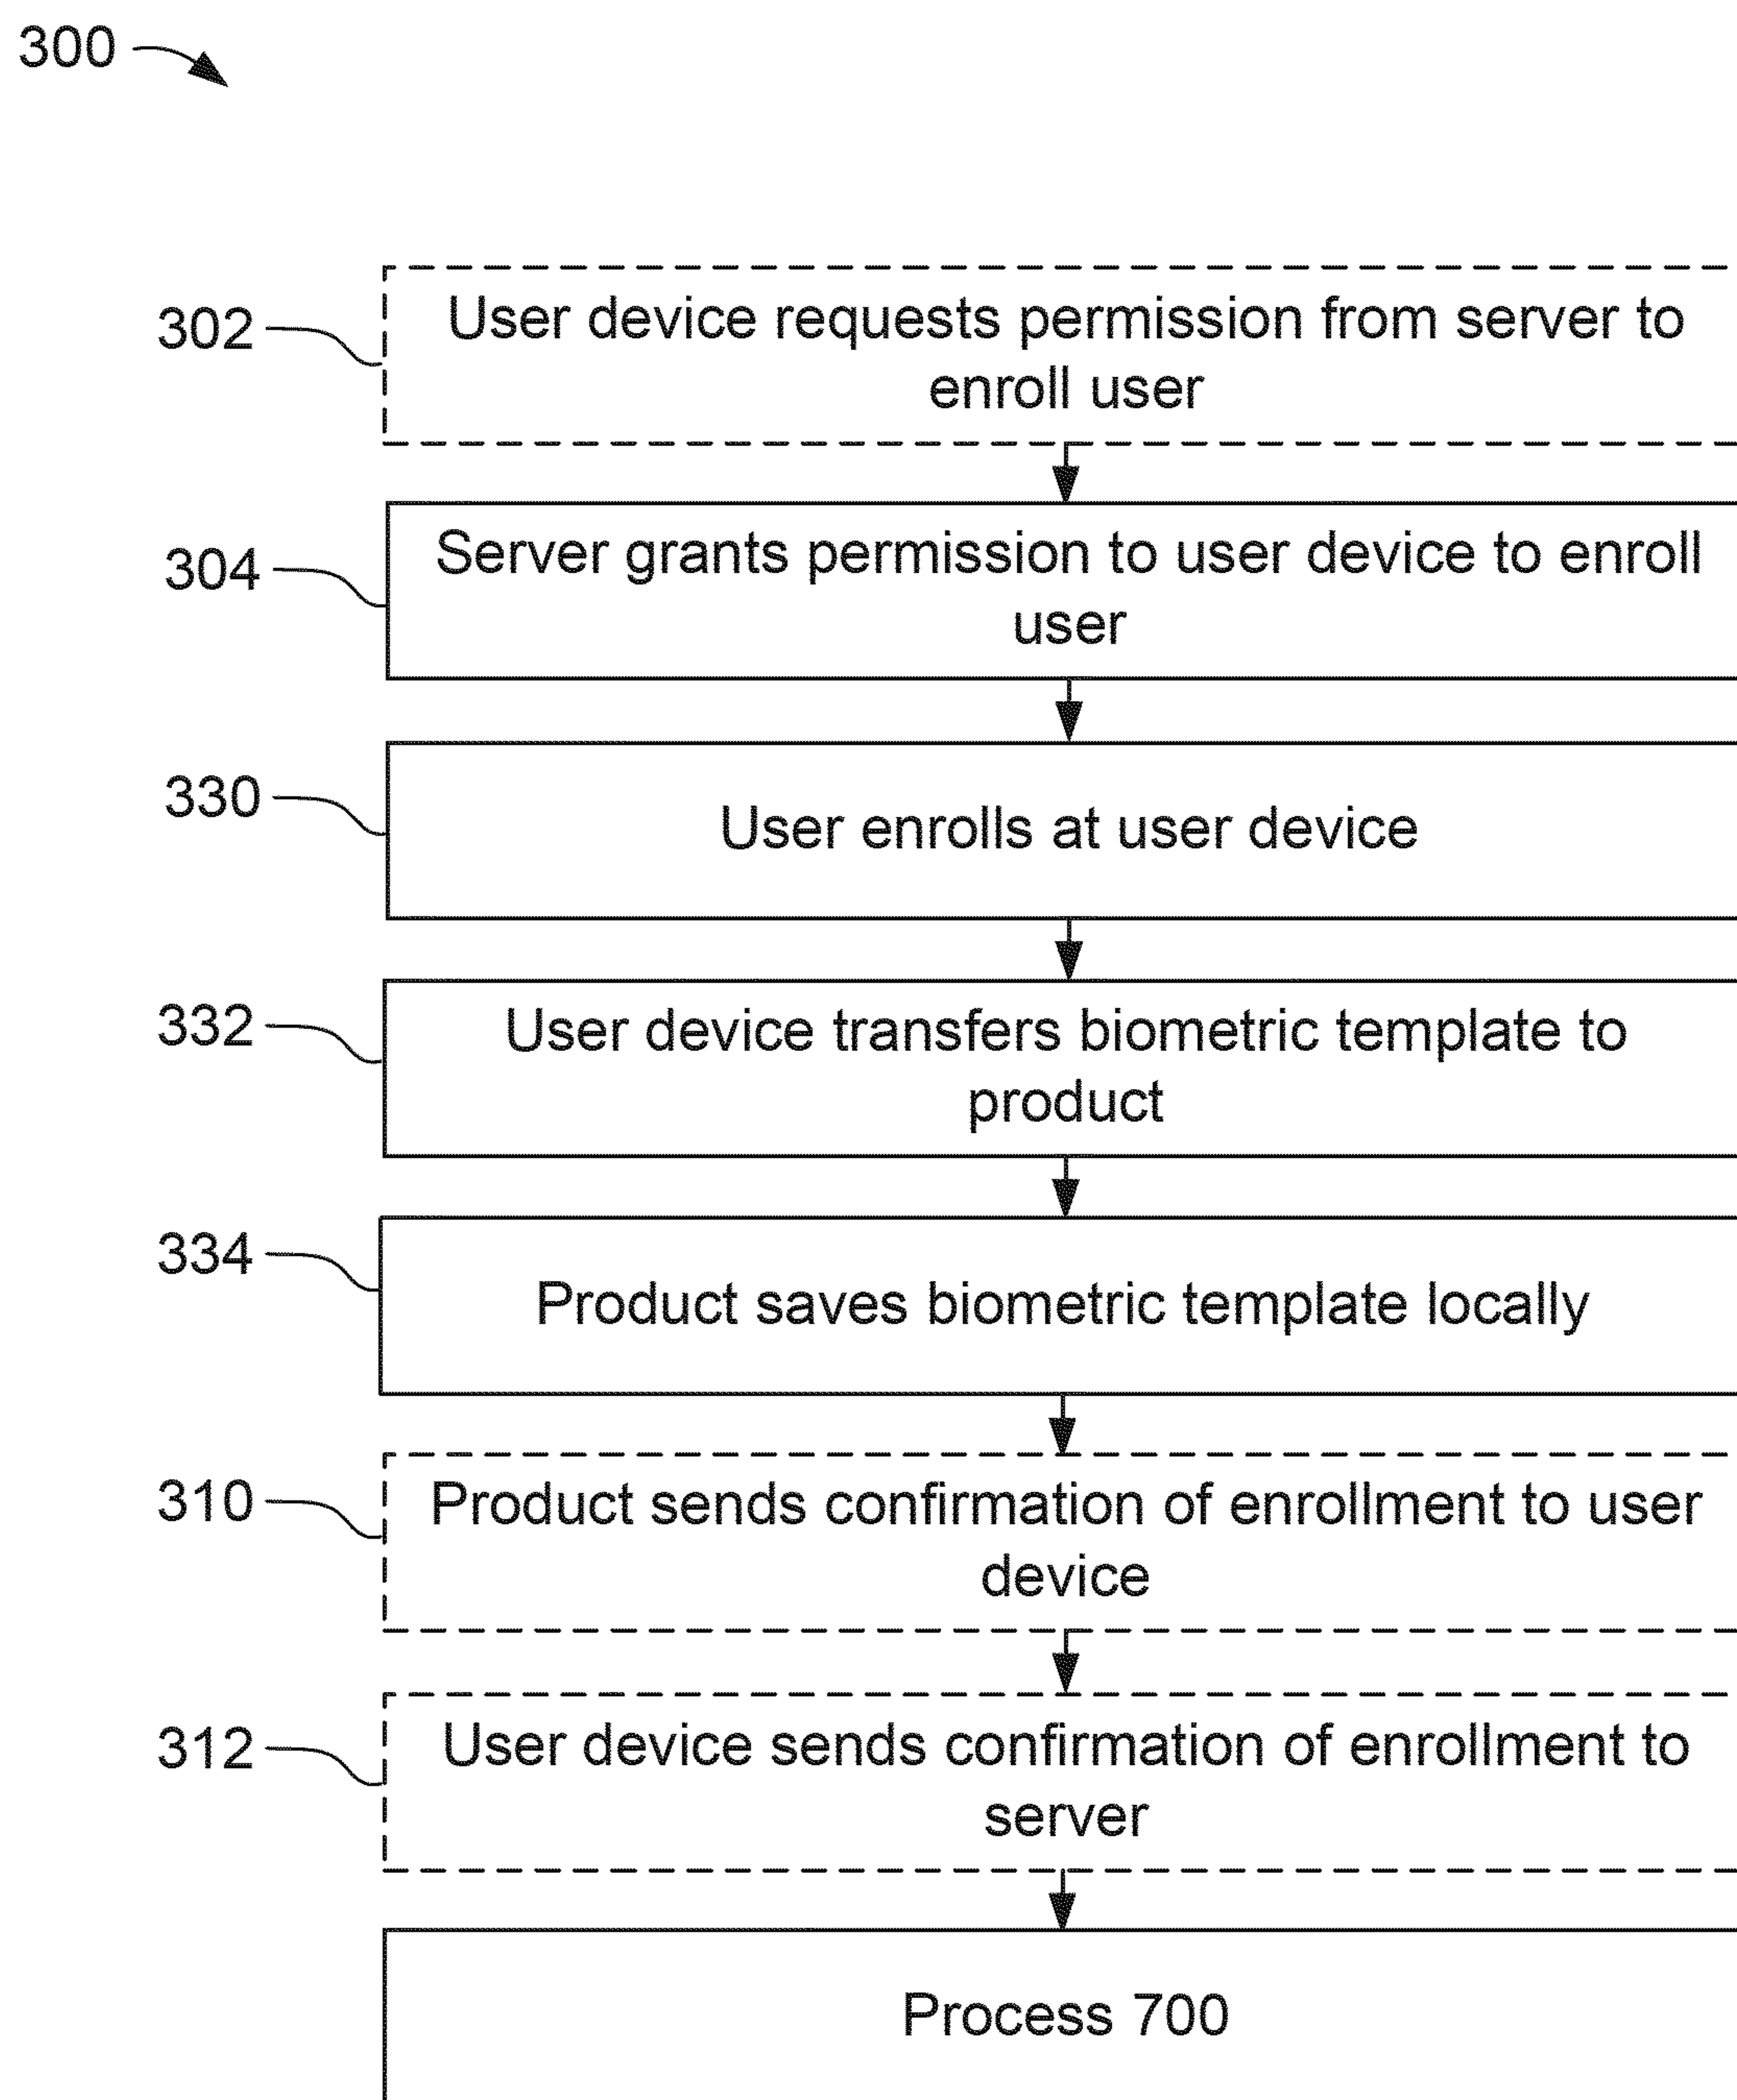 300
302
User device requests permission from server to
enroll user
304
Server grants permission to user device to enroll
user
330
User enrolls at user device
332
User device transfers biometric template to
product
334
Product saves biometric template locally
310
Product sends confirmation of enrollment to user
device
312
User device sends confirmation of enrollment to
server
Process 700